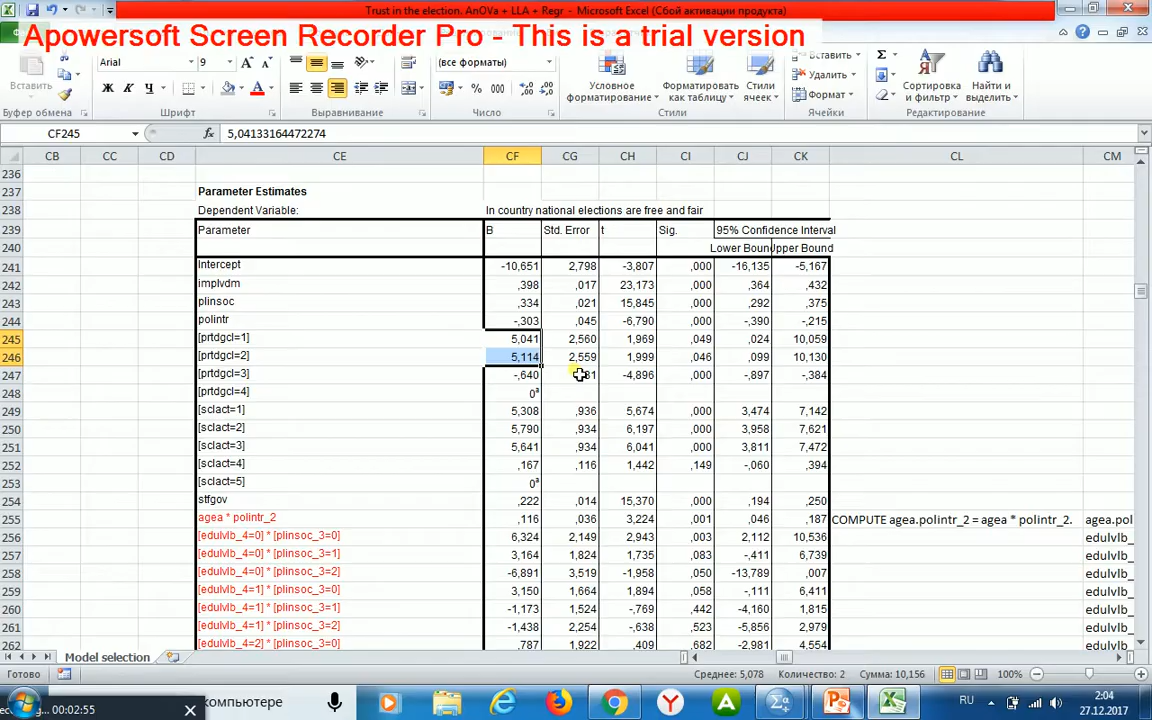 Trust in the election. AnOva + LLA + Regr - Microsoft Excel (Сбой активации продукта)
Apowersoft Screen Recorder Pro - This is a trial version
Вставить
Arial 9
Ж К Ч
А
(все форматы)
% 000
Условное форматирование
Форматировать как таблицу
Стили ячеек
Вставить
Удалить
Формат
Σ
Сортировка и фильтр
Найти и выделить
Буфер обмена
Выравнивание
Число
Стили
Ячейки
Редактирование
CF245 fx 5,04133164472274
CB CC CD CE CF CG CH CI CJ CK CL CM
236
237 Parameter Estimates
238 Dependent Variable: In country national elections are free and fair
239 Parameter B Std. Error t Sig. 95% Confidence Interval
240 Lower Bound Upper Bound
241 Intercept -10,651 2,798 -3,807 ,000 -16,135 -5,167
242 implvdm ,398 ,017 23,173 ,000 ,364 ,432
243 plinsoc ,334 ,021 15,845 ,000 ,292 ,375
244 polintr -,303 ,045 -6,790 ,000 -,390 -,215
245 [prtdgcl=1] 5,041 2,560 1,969 ,049 ,024 10,059
246 [prtdgcl=2] 5,114 2,559 1,999 ,046 ,099 10,130
247 [prtdgcl=3] -,640 -4,896 ,000 -,897 -,384
248 [prtdgcl=4] 0ª
249 [sclact=1] 5,308 ,936 5,674 ,000 3,474 7,142
250 [sclact=2] 5,790 ,934 6,197 ,000 3,958 7,621
251 [sclact=3] 5,641 ,934 6,041 ,000 3,811 7,472
252 [sclact=4] ,167 ,116 1,442 ,149 -,060 ,394
253 [sclact=5] 0ª
254 stfgov ,222 ,014 15,370 ,000 ,194 ,250
255 agea * polintr_2 ,116 ,036 3,224 ,001 ,046 ,187 COMPUTE agea.polintr_2 = agea * polintr_2. agea.pol
256 [edulvlb_4=0] * [plinsoc_3=0] 6,324 2,149 2,943 ,003 2,112 10,536 edulvlb_
257 [edulvlb_4=0] * [plinsoc_3=1] 3,164 1,824 1,735 ,083 -,411 6,739 edulvlb_
258 [edulvlb_4=0] * [plinsoc_3=2] -6,891 3,519 -1,958 ,050 -13,789 ,007 edulvlb_
259 [edulvlb_4=1] * [plinsoc_3=0] 3,150 1,664 1,894 ,058 -,111 6,411 edulvlb_
260 [edulvlb_4=1] * [plinsoc_3=1] -1,173 1,524 -,769 ,442 -4,160 1,815 edulvlb_
261 [edulvlb_4=1] * [plinsoc_3=2] -1,438 2,254 -,638 ,523 -5,856 2,979 edulvlb_
262 [edulvlb_4=2] * [plinsoc_3=0] ,787 1,922 ,409 ,682 -2,981 4,554 edulvlb_
Model selection
Готово Среднее: 5,078 Количество: 2 Сумма: 10,156 100%
компьютере
RU 2:04
27.12.2017
00:02:55